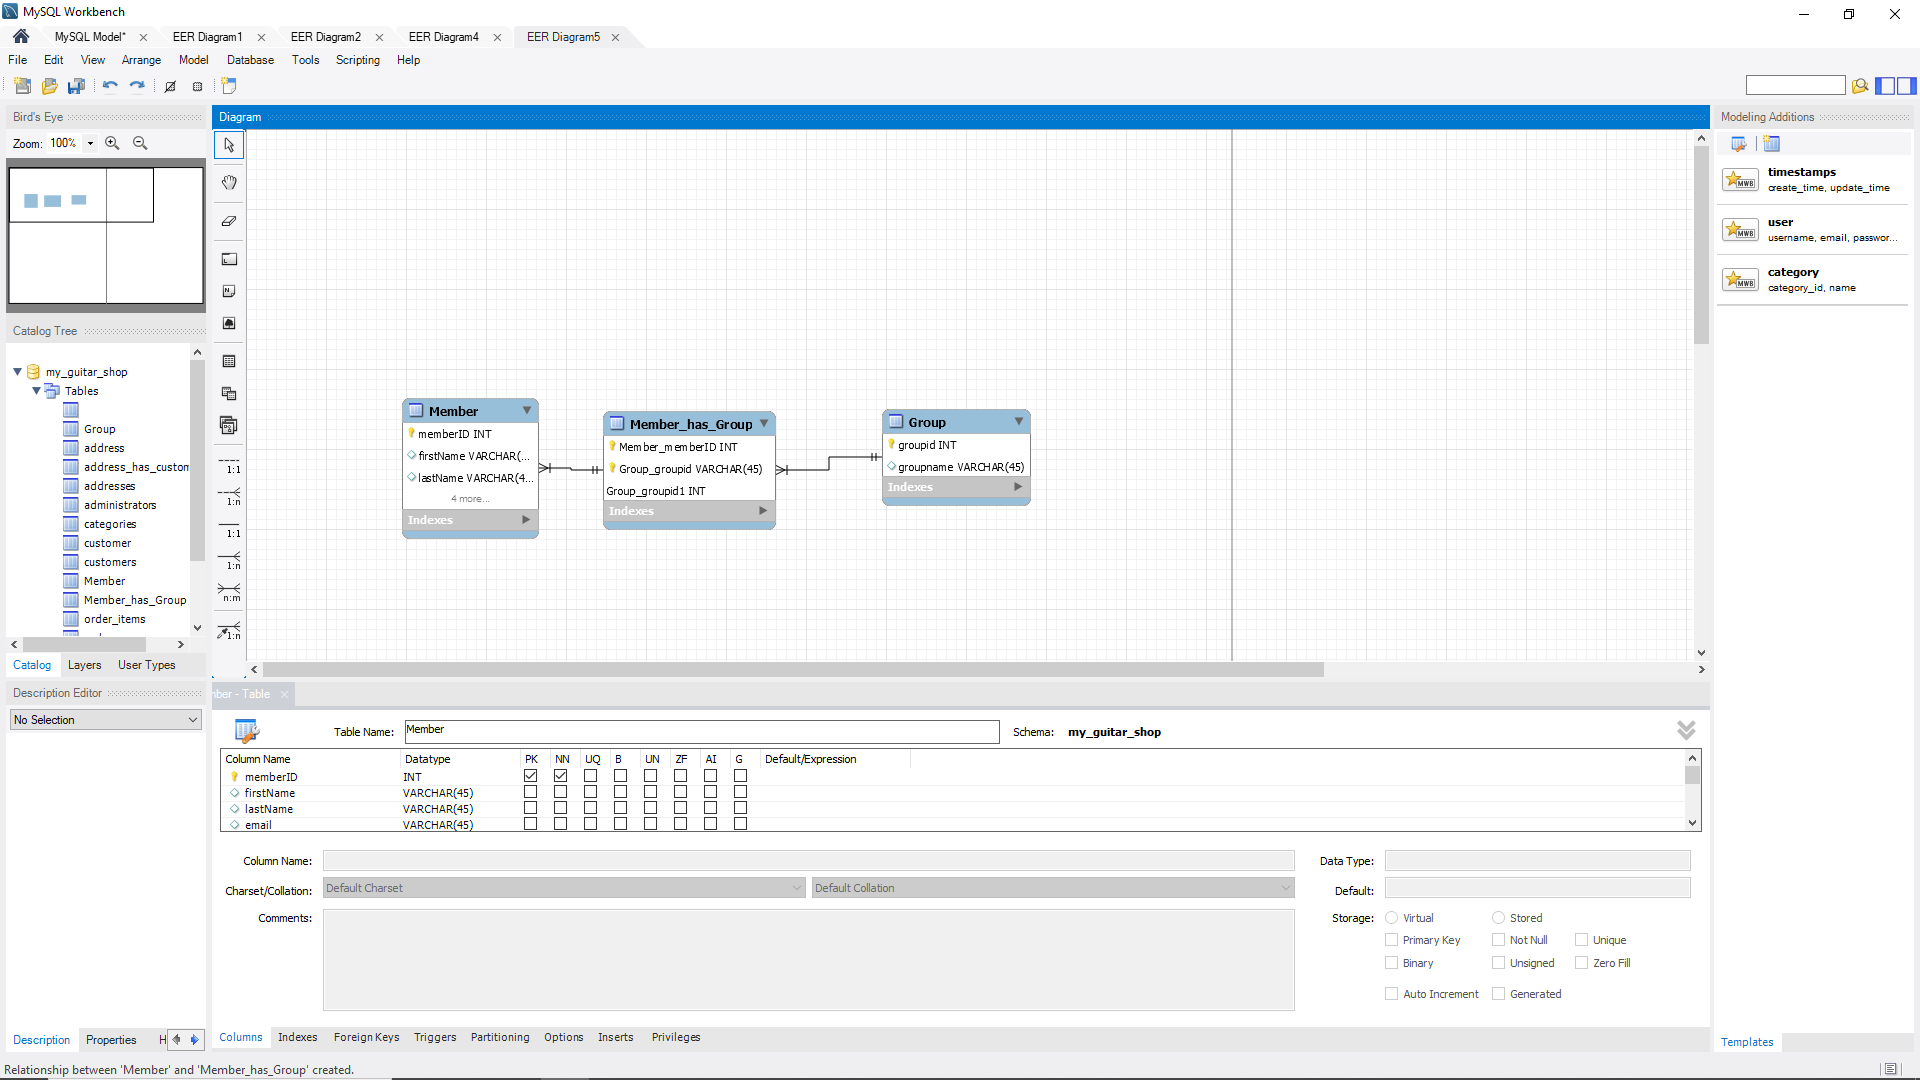 MySQL Workbench
MySQL Model*
EER Diagram1
EER Diagram2
EER Diagram4
EER Diagram5
File Edit View Arrange Model Database Tools Scripting Help
Bird's Eye
Zoom: 100%
Catalog Tree
my_guitar_shop
Tables
Group
address
address_has_custom
addresses
administrators
categories
customer
customers
Member
Member_has_Group
order_items
Catalog Layers User Types
Description Editor
No Selection
Description Properties H
Diagram
1:1
1:n
1:1
1:n
n:m
1:n
Member
memberID INT
firstName VARCHAR(...
lastName VARCHAR(4...
4 more...
Indexes
Member_has_Group
Member_memberID INT
Group_groupid VARCHAR(45)
Group_groupid1 INT
Indexes
Group
groupid INT
groupname VARCHAR(45)
Indexes
Modeling Additions
MWB
timestamps
create_time, update_time
MWB
user
username, email, passwor...
MWB
category
category_id, name
Templates
mber - Table
Table Name: Member
Schema: my_guitar_shop
Column Name Datatype PK NN UQ B UN ZF AI G Default/Expression
memberID INT
firstName VARCHAR(45)
lastName VARCHAR(45)
email VARCHAR(45)
Column Name:
Data Type:
Charset/Collation: Default Charset Default Collation
Default:
Comments:
Storage: Virtual Stored
Primary Key Not Null Unique
Binary Unsigned Zero Fill
Auto Increment Generated
Columns Indexes Foreign Keys Triggers Partitioning Options Inserts Privileges
Relationship between 'Member' and 'Member_has_Group' created.